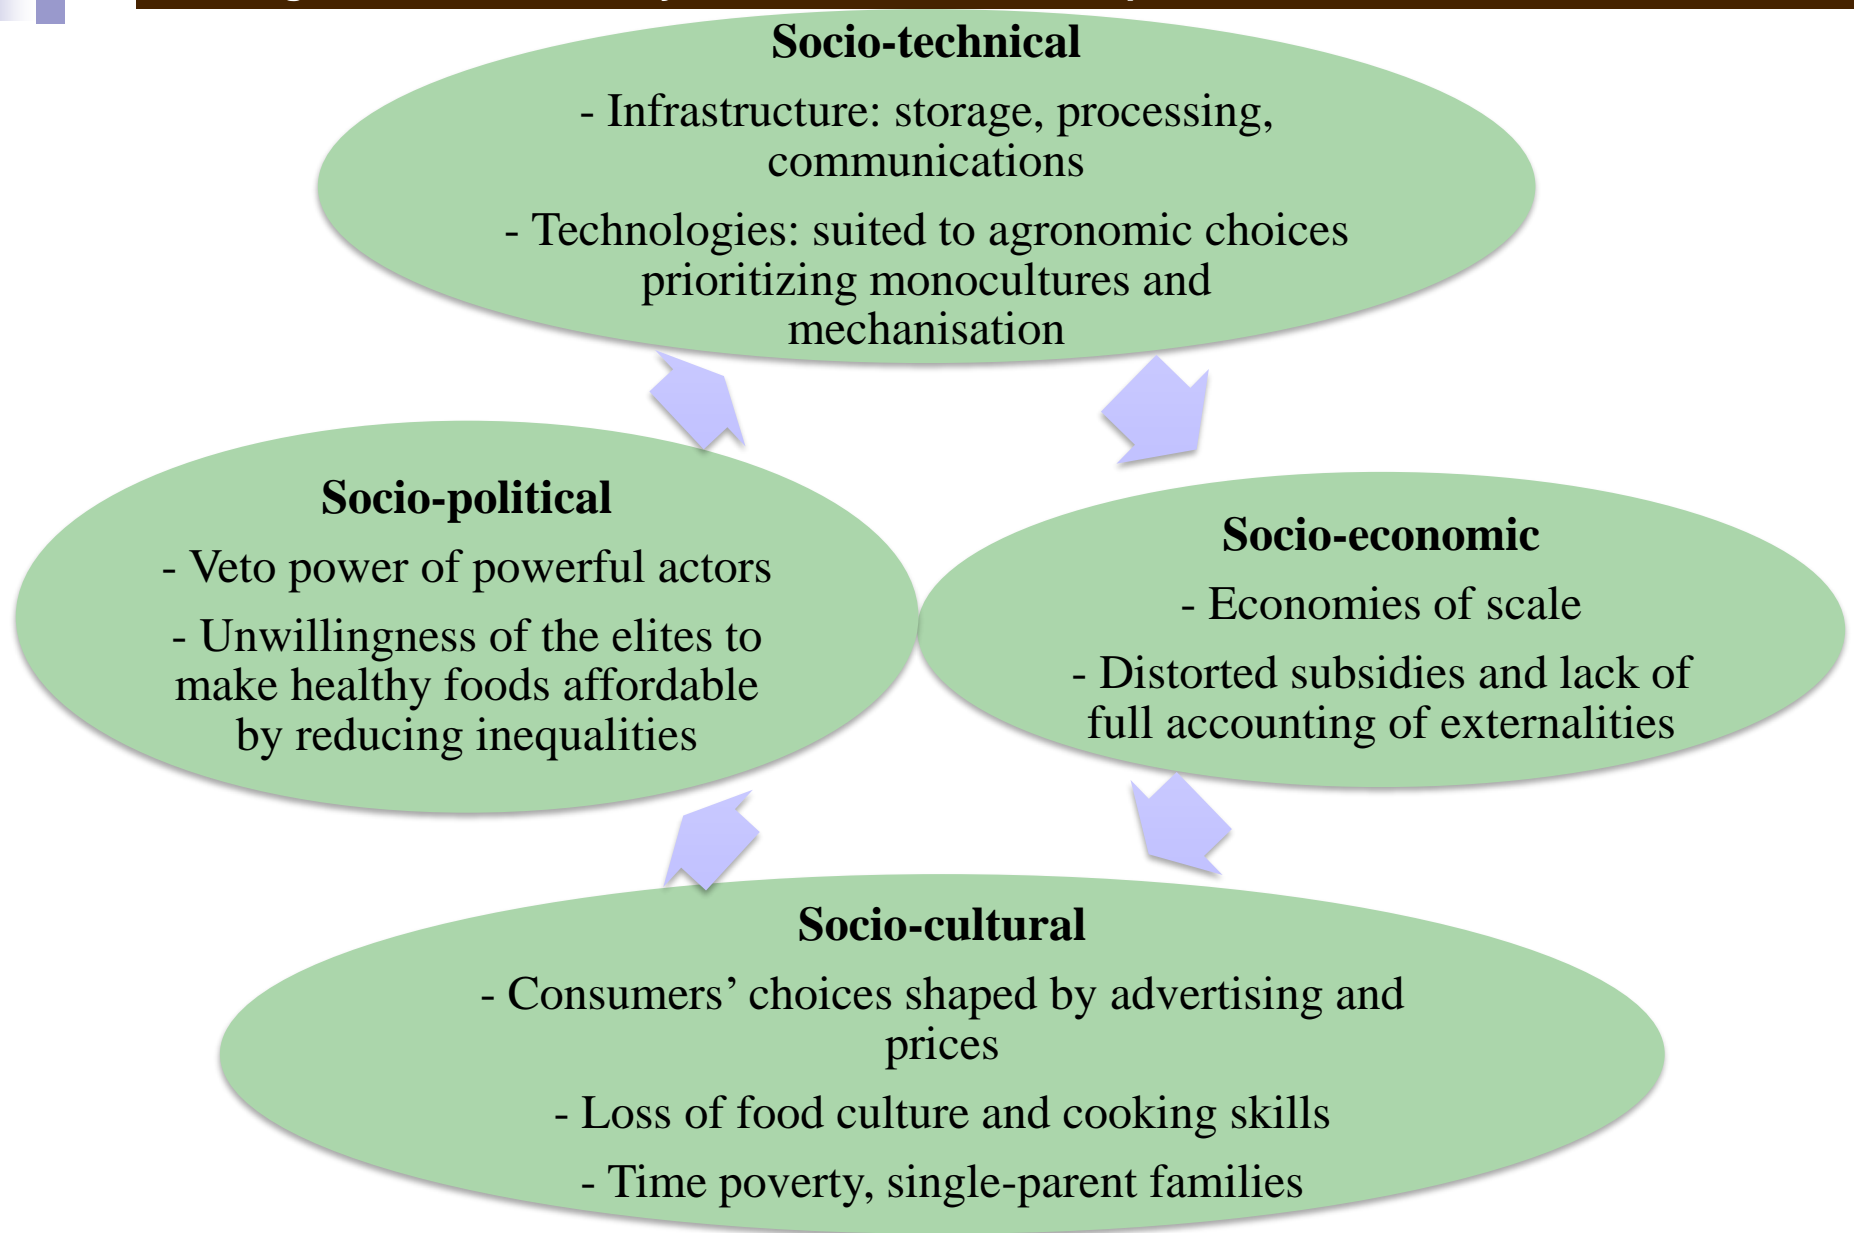 Socio-technical
- Infrastructure: storage, processing,
communications
- Technologies: suited to agronomic choices
prioritizing monocultures and
mechanisation
Socio-political
- Veto power of powerful actors
- Unwillingness of the elites to
make healthy foods affordable
by reducing inequalities
Socio-economic
- Economies of scale
- Distorted subsidies and lack of
full accounting of externalities
Socio-cultural
- Consumers’ choices shaped by advertising and
prices
- Loss of food culture and cooking skills
- Time poverty, single-parent families